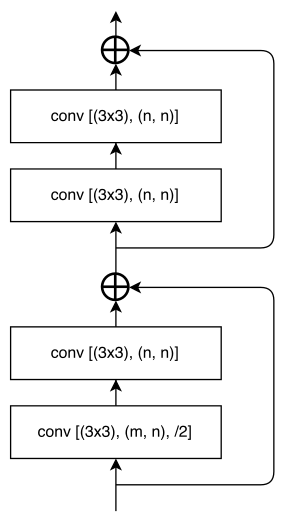 conv [(3x3), (n, n)]
conv [(3x3), (n, n)]
conv [(3x3), (n, n)]
conv [(3x3), (m, n), /2]